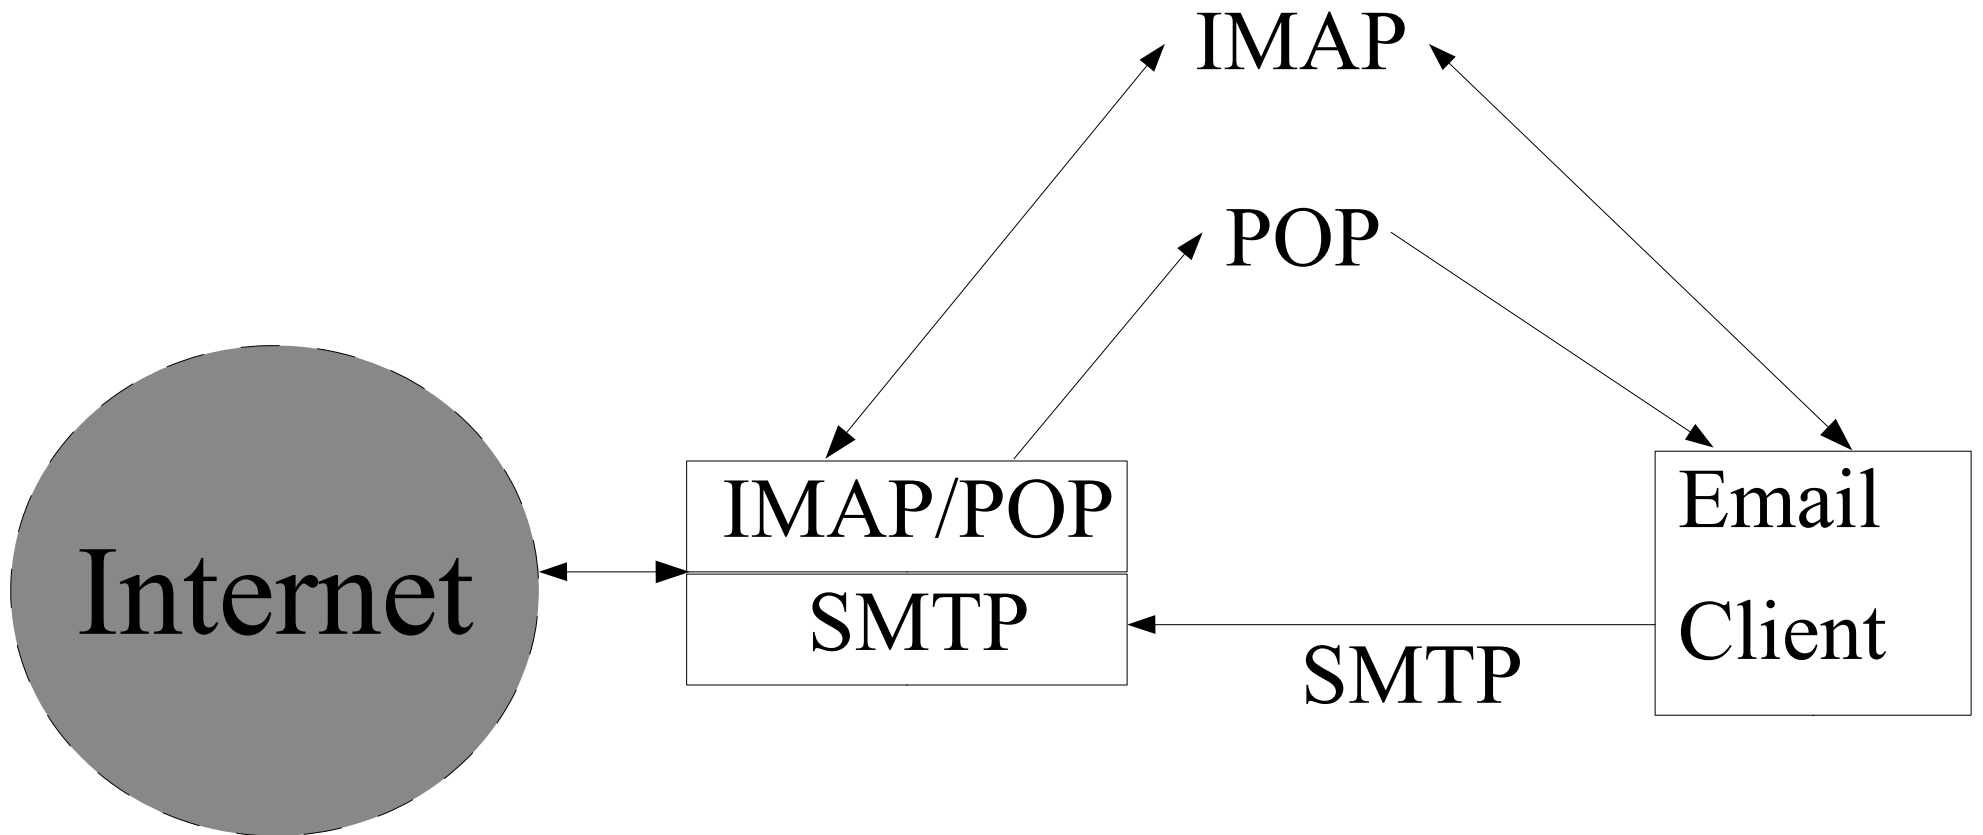 IMAP
POP
Internet
IMAP/POP
SMTP
SMTP
Email
Client